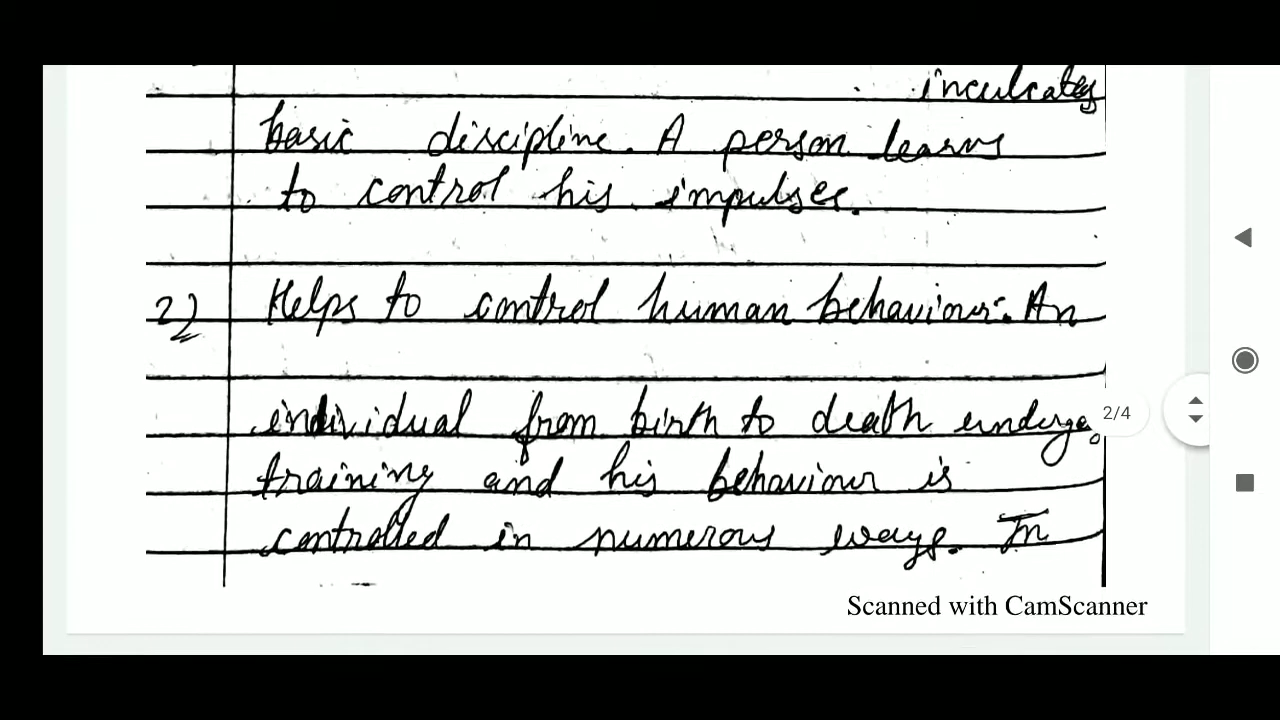 inculcates
basic discipline. A person learns
to control his impulses.
2) Helps to control human behaviour:. An
individual from birth to death undergo
training and his behaviour is
controlled in numerous ways. In
2/4
Scanned with CamScanner